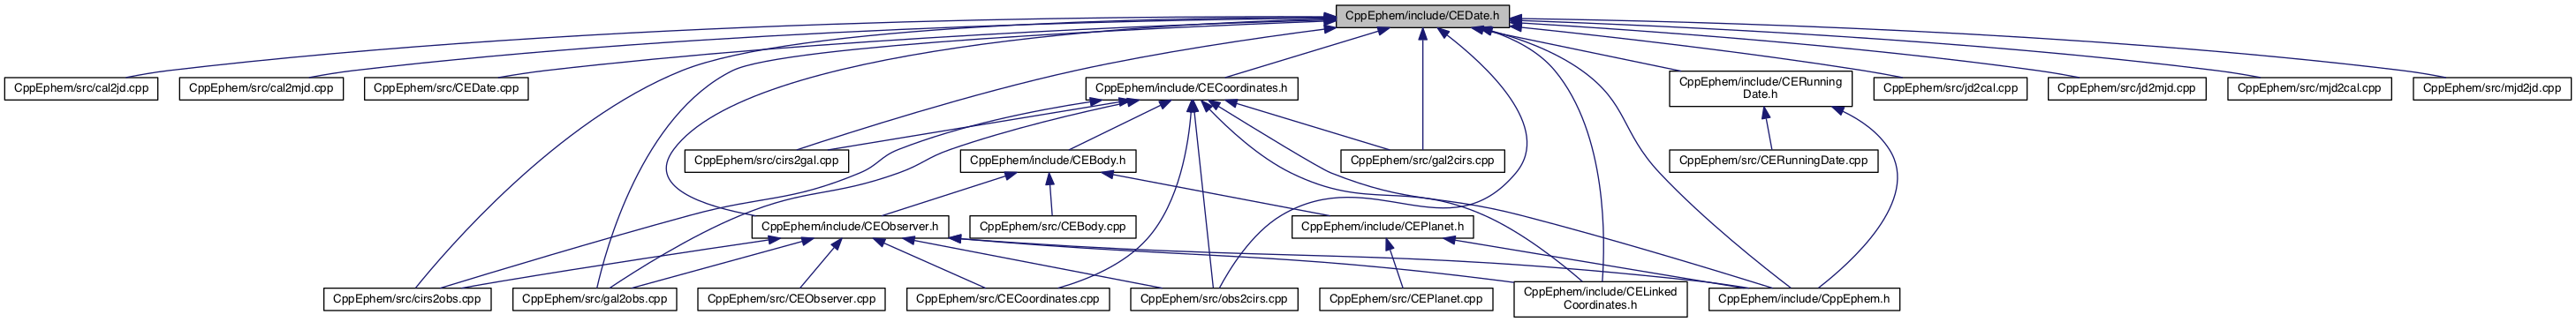 CppEphem/include/CEDate.h
CppEphem/src/cal2jd.cpp
CppEphem/src/cal2mjd.cpp
CppEphem/src/CEDate.cpp
CppEphem/include/CECoordinates.h
CppEphem/include/CERunning
Date.h
CppEphem/src/jd2cal.cpp
CppEphem/src/jd2mjd.cpp
CppEphem/src/mjd2cal.cpp
CppEphem/src/mjd2jd.cpp
CppEphem/src/cirs2gal.cpp
CppEphem/include/CEBody.h
CppEphem/src/gal2cirs.cpp
CppEphem/src/CERunningDate.cpp
CppEphem/include/CEObserver.h
CppEphem/src/CEBody.cpp
CppEphem/include/CEPlanet.h
CppEphem/src/cirs2obs.cpp
CppEphem/src/gal2obs.cpp
CppEphem/src/CEObserver.cpp
CppEphem/src/CECoordinates.cpp
CppEphem/src/obs2cirs.cpp
CppEphem/src/CEPlanet.cpp
CppEphem/include/CELinked
Coordinates.h
CppEphem/include/CppEphem.h